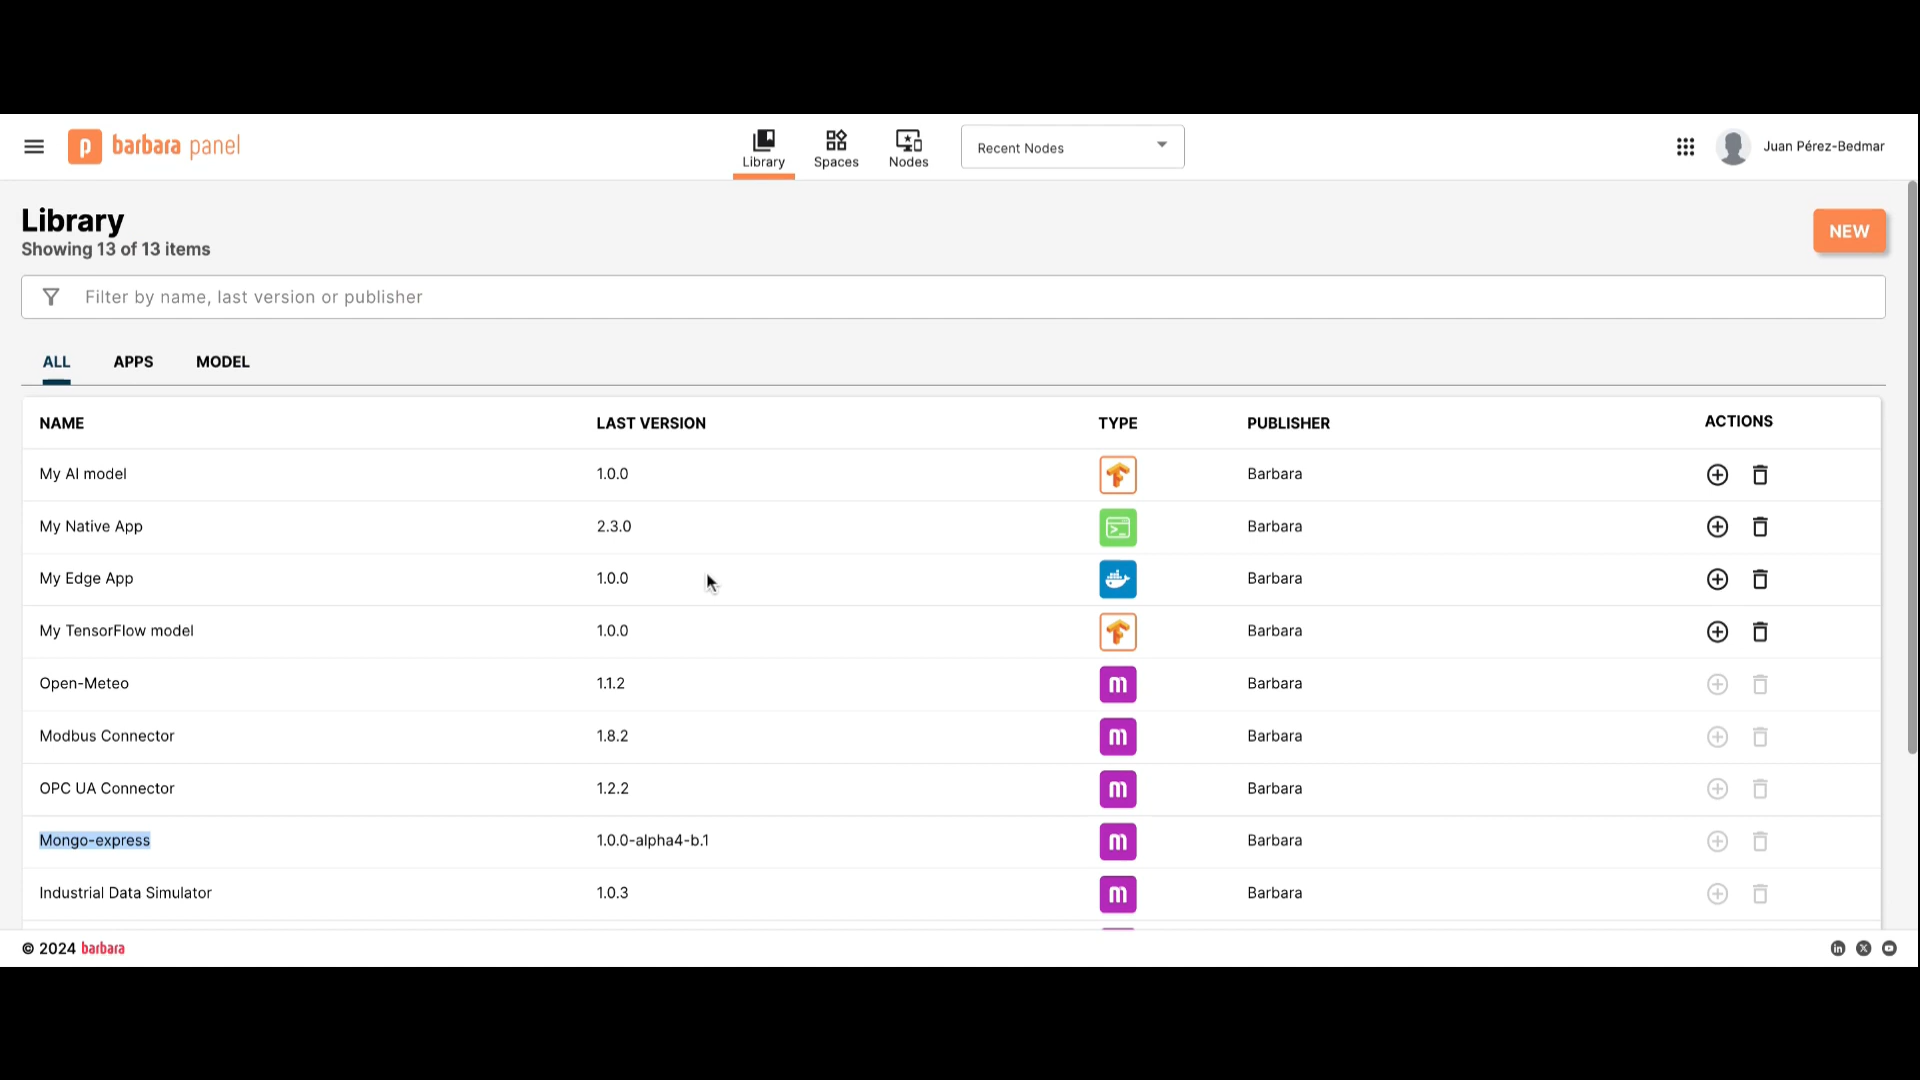 barbara panel
Library
Spaces
Nodes
Recent Nodes
Juan Pérez-Bedmar
Library
Showing 13 of 13 items
NEW
Filter by name, last version or publisher
ALL APPS MODEL
NAME LAST VERSION TYPE PUBLISHER ACTIONS
My AI model 1.0.0 Barbara
My Native App 2.3.0 Barbara
My Edge App 1.0.0 Barbara
My TensorFlow model 1.0.0 Barbara
Open-Meteo 1.1.2 m Barbara
Modbus Connector 1.8.2 m Barbara
OPC UA Connector 1.2.2 m Barbara
Mongo-express 1.0.0-alpha4-b.1 m Barbara
Industrial Data Simulator 1.0.3 m Barbara
© 2024 barbara